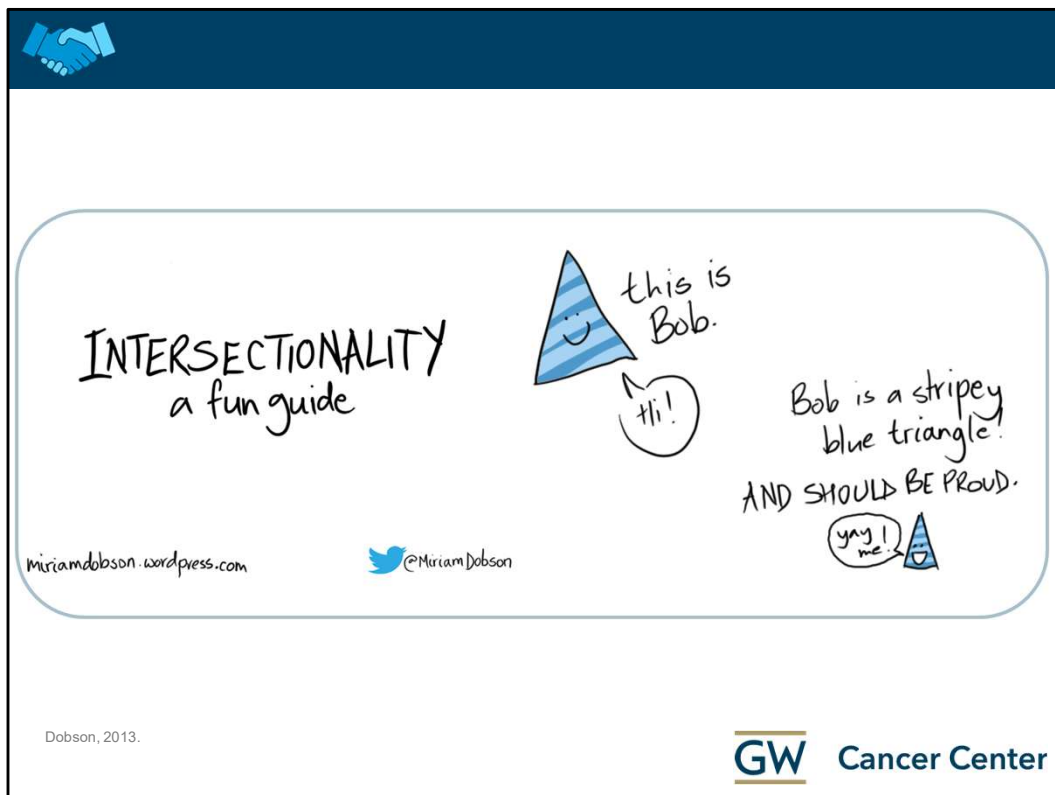 INTERSECTIONALITY
a fun guide
this is
Bob.
Hi!
Bob is a stripey
blue triangle!
AND SHOULD BE PROUD.
yay!
me!
miriamdobson.wordpress.com
@MiriamDobson
Dobson, 2013.
GW Cancer Center